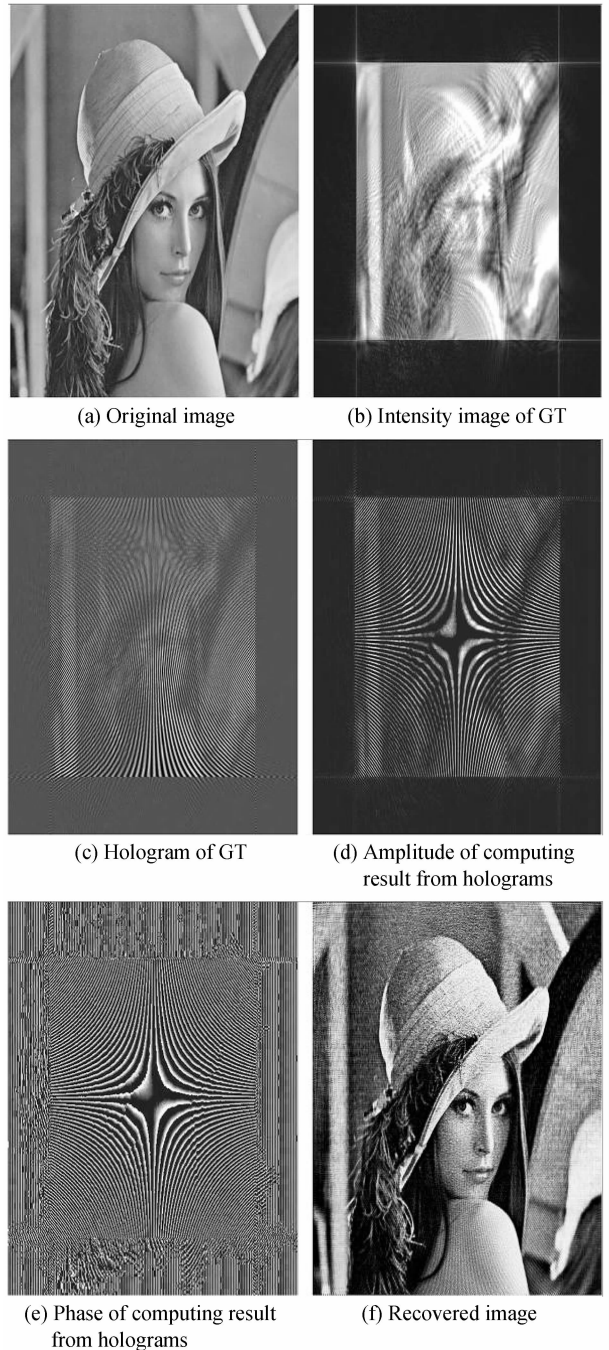 (a) Original image
(b) Intensity image of GT
(c) Hologram of GT
(d) Amplitude of computing
result from holograms
(e) Phase of computing result
from holograms
(f) Recovered image